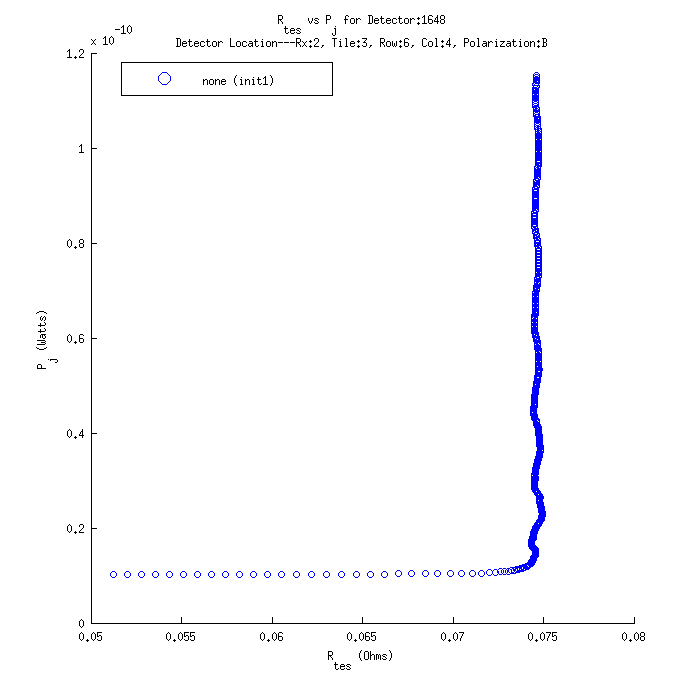 R_tes vs P_j for Detector:1648
Detector Location---Rx:2, Tile:3, Row:6, Col:4, Polarization:B
x 10^-10
none (init1)
1.2
1
0.8
0.6
0.4
0.2
0
P_j (Watts)
0.05 0.055 0.06 0.065 0.07 0.075 0.08
R_tes (Ohms)